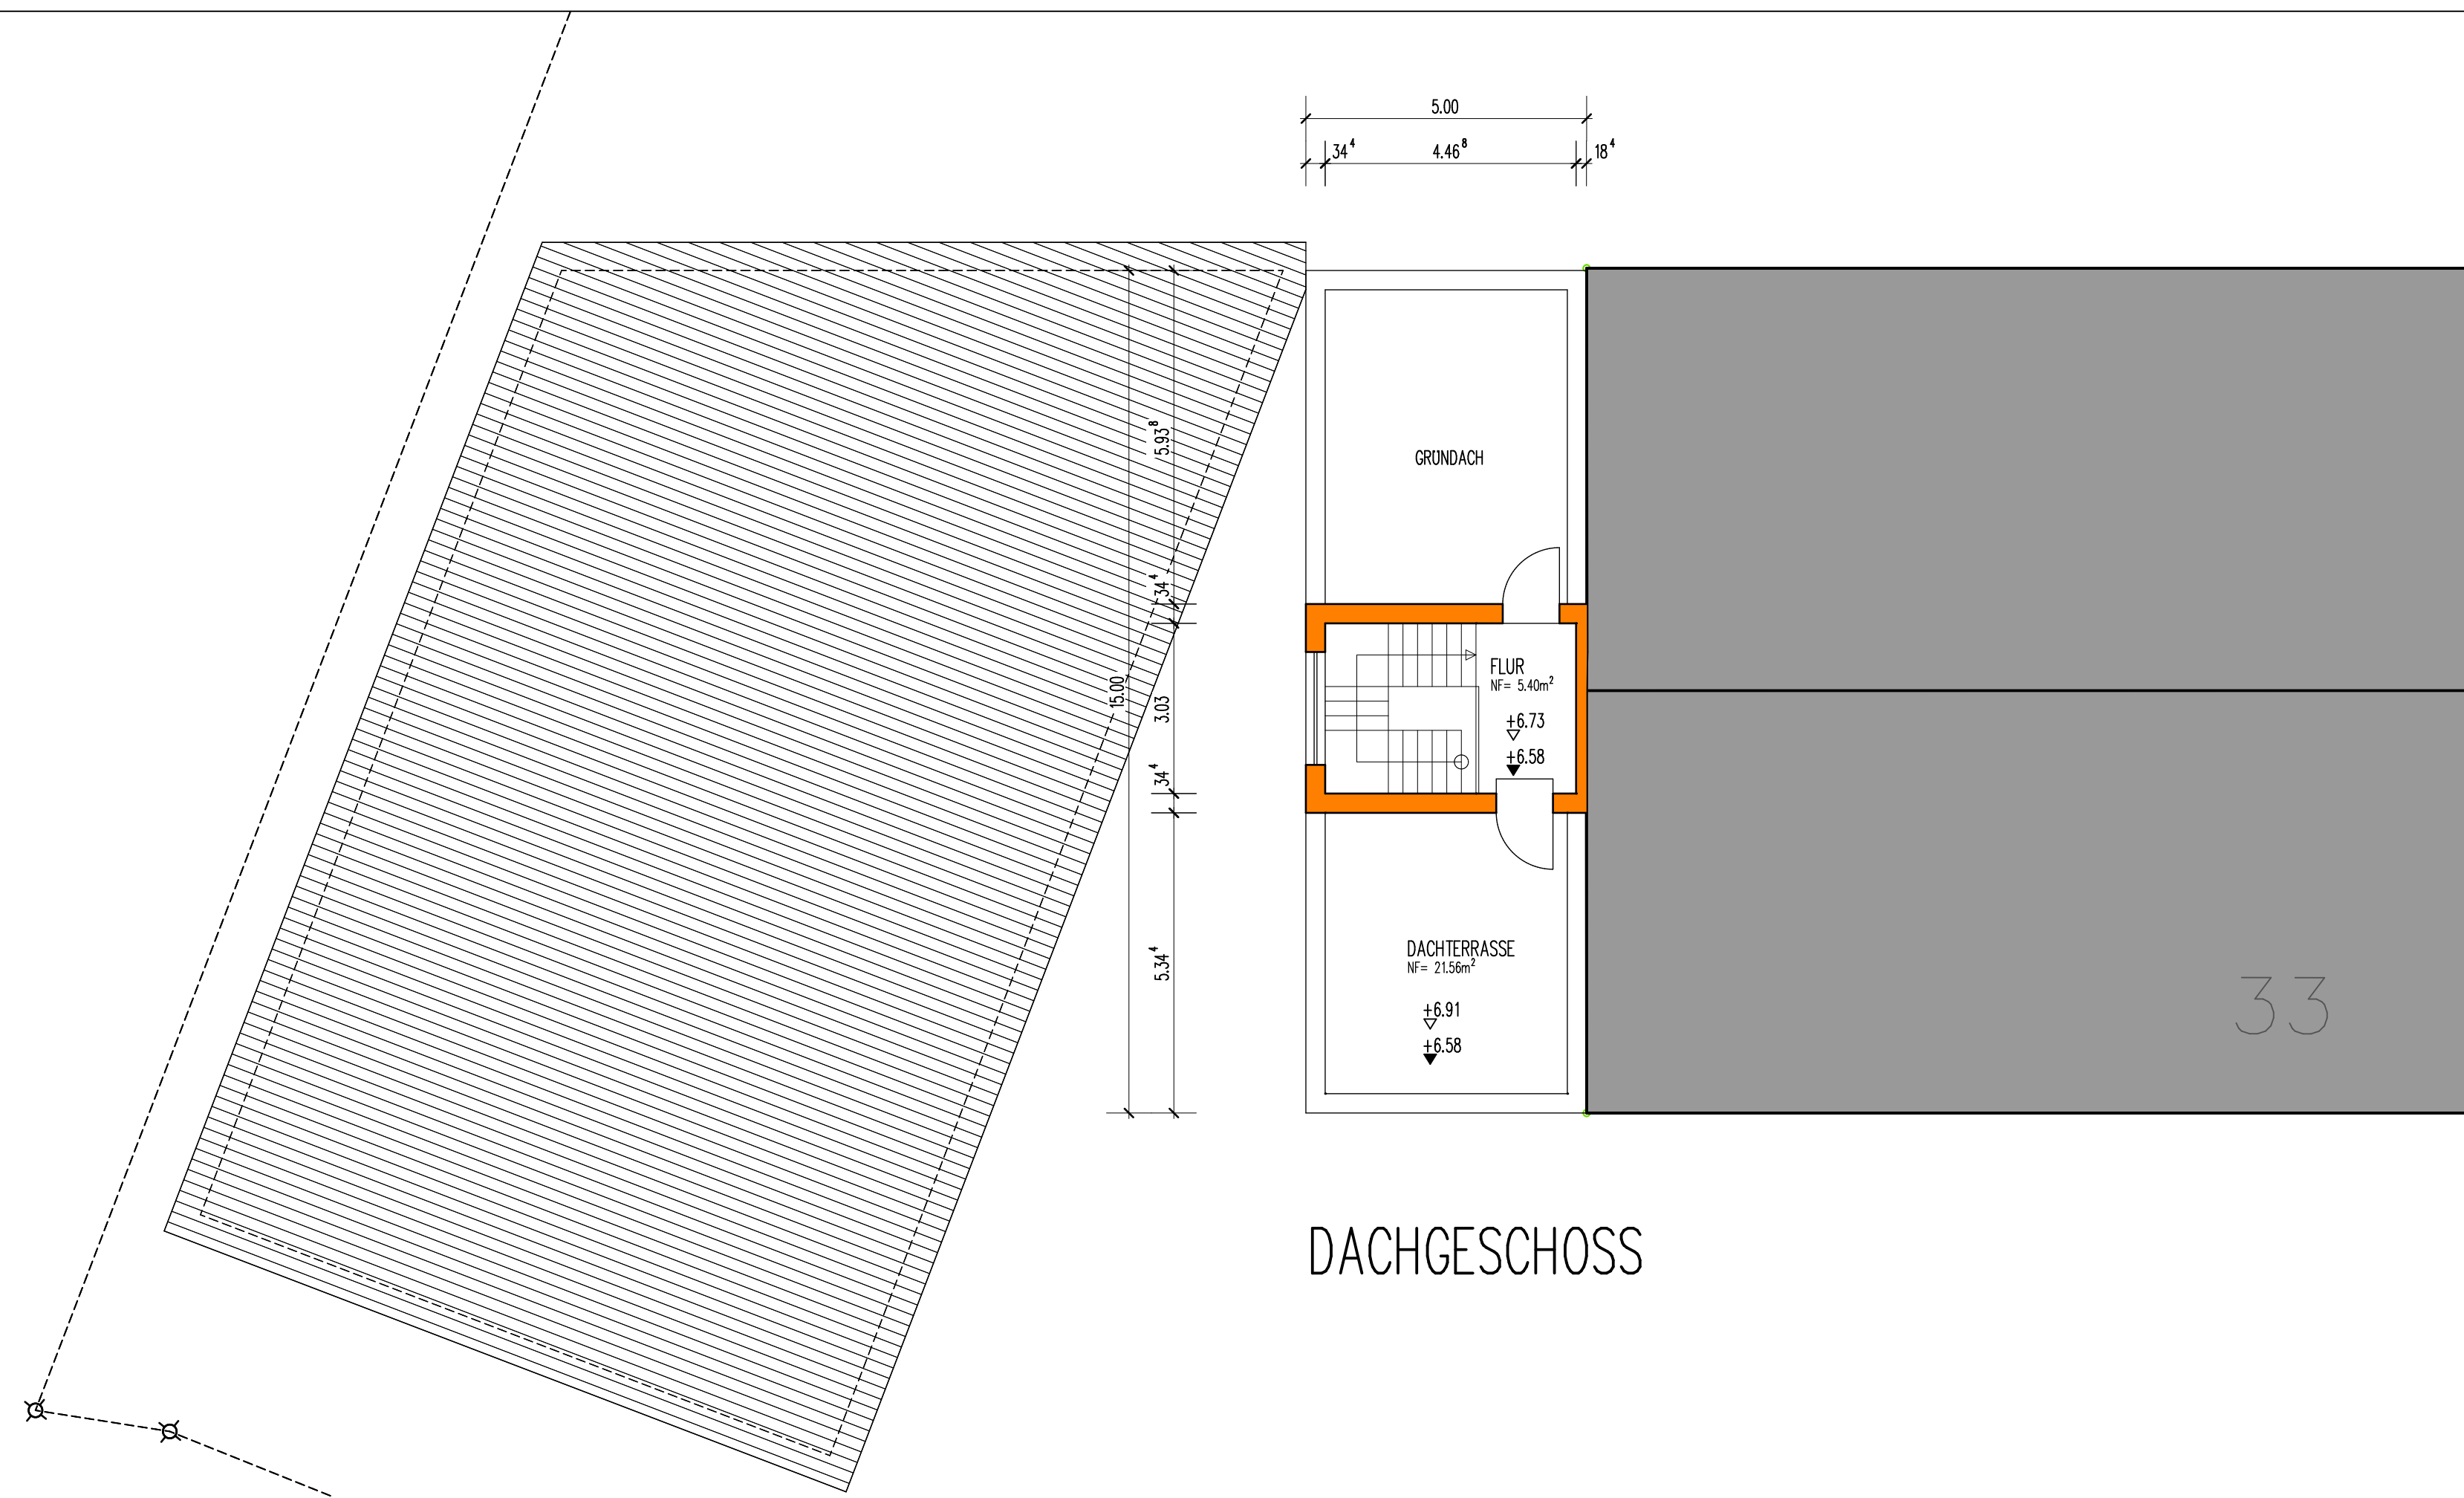 5.00
34⁴ 4.46⁸ 18⁴
5.93⁸
GRÜNDACH
34⁴
FLUR
NF= 5.40m²
15.00
3.03
+6.73
+6.58
34⁴
DACHTERRASSE
NF= 21.56m²
5.34⁴
+6.91
+6.58
33
DACHGESCHOSS